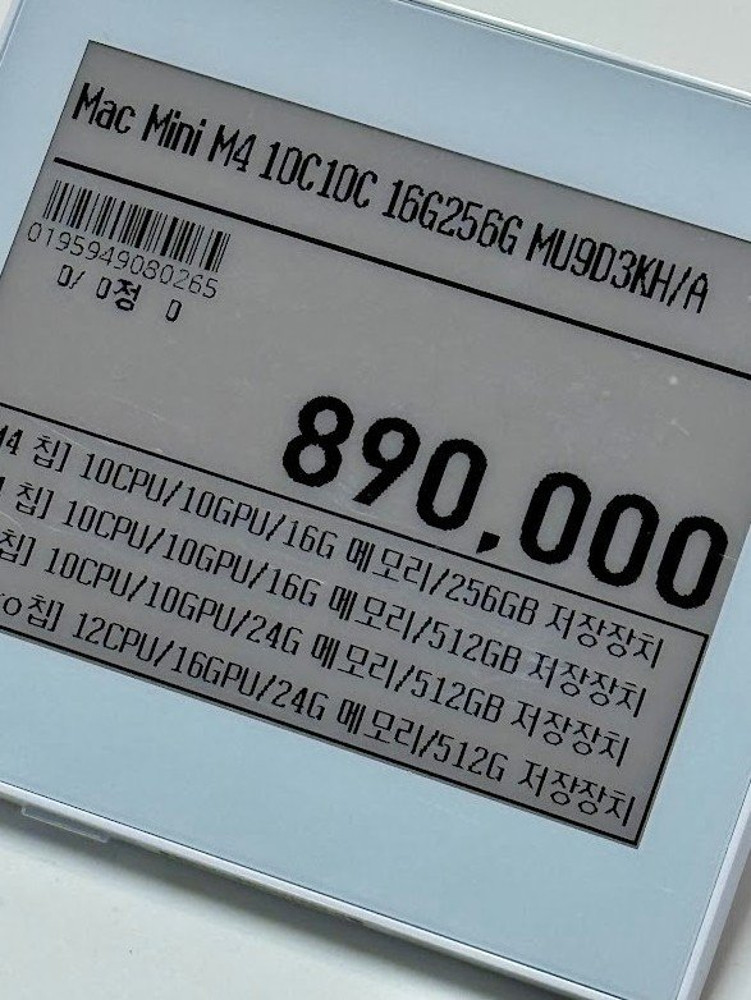 Mac Mini M4 10C10C 16G256G MU9D3KH/A
0195949080265
0/ 0정 0
890,000
M4 칩] 10CPU/10GPU/16G 메모리/256GB 저장장치
칩] 10CPU/10GPU/16G 메모리/512GB 저장장치
칩] 10CPU/10GPU/24G 메모리/512GB 저장장치
ro칩] 12CPU/16GPU/24G 메모리/512G 저장장치